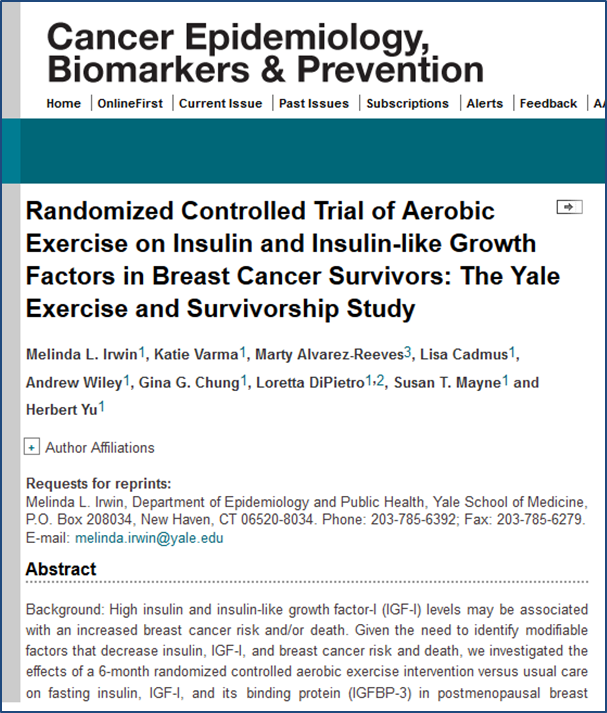 Cancer Epidemiology,
Biomarkers & Prevention
Home | OnlineFirst | Current Issue | Past Issues | Subscriptions | Alerts | Feedback |
Randomized Controlled Trial of Aerobic
Exercise on Insulin and Insulin-like Growth
Factors in Breast Cancer Survivors: The Yale
Exercise and Survivorship Study
Melinda L. Irwin1, Katie Varma1, Marty Alvarez-Reeves3, Lisa Cadmus1,
Andrew Wiley1, Gina G. Chung1, Loretta DiPietro1,2, Susan T. Mayne1 and
Herbert Yu1
+ Author Affiliations
Requests for reprints:
Melinda L. Irwin, Department of Epidemiology and Public Health, Yale School of Medicine,
P.O. Box 208034, New Haven, CT 06520-8034. Phone: 203-785-6392; Fax: 203-785-6279.
E-mail: melinda.irwin@yale.edu
Abstract
Background: High insulin and insulin-like growth factor-I (IGF-I) levels may be associated
with an increased breast cancer risk and/or death. Given the need to identify modifiable
factors that decrease insulin, IGF-I, and breast cancer risk and death, we investigated the
effects of a 6-month randomized controlled aerobic exercise intervention versus usual care
on fasting insulin, IGF-I, and its binding protein (IGFBP-3) in postmenopausal breast